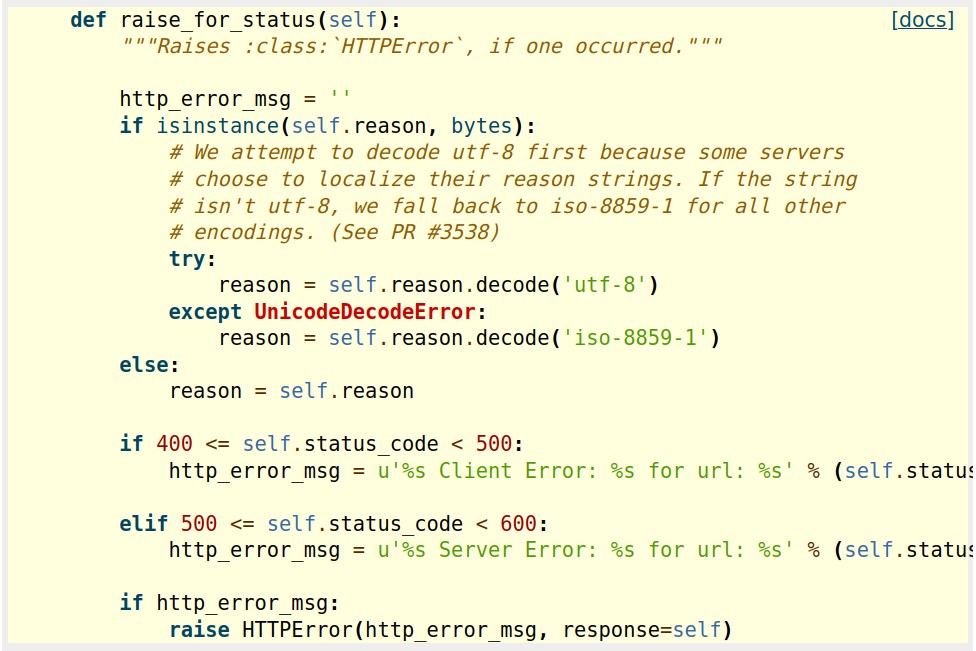 def raise_for_status(self): [docs]
    """Raises :class:`HTTPError`, if one occurred."""

    http_error_msg = ''
    if isinstance(self.reason, bytes):
        # We attempt to decode utf-8 first because some servers
        # choose to localize their reason strings. If the string
        # isn't utf-8, we fall back to iso-8859-1 for all other
        # encodings. (See PR #3538)
        try:
            reason = self.reason.decode('utf-8')
        except UnicodeDecodeError:
            reason = self.reason.decode('iso-8859-1')
    else:
        reason = self.reason

    if 400 <= self.status_code < 500:
        http_error_msg = u'%s Client Error: %s for url: %s' % (self.status

    elif 500 <= self.status_code < 600:
        http_error_msg = u'%s Server Error: %s for url: %s' % (self.status

    if http_error_msg:
        raise HTTPError(http_error_msg, response=self)